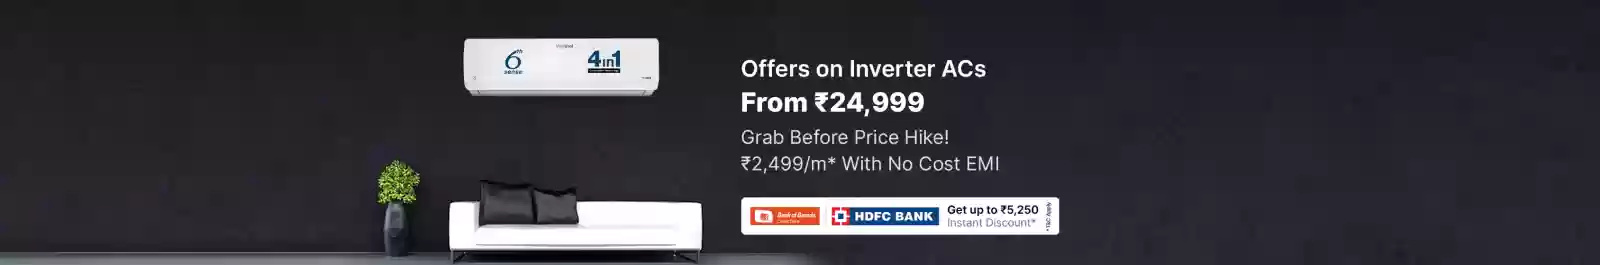 6th
sense
4in1
Offers on Inverter ACs
From ₹24,999
Grab Before Price Hike!
₹2,499/m* With No Cost EMI
Bank of Baroda
HDFC BANK
Get up to ₹5,250
Instant Discount*
*T&C Apply